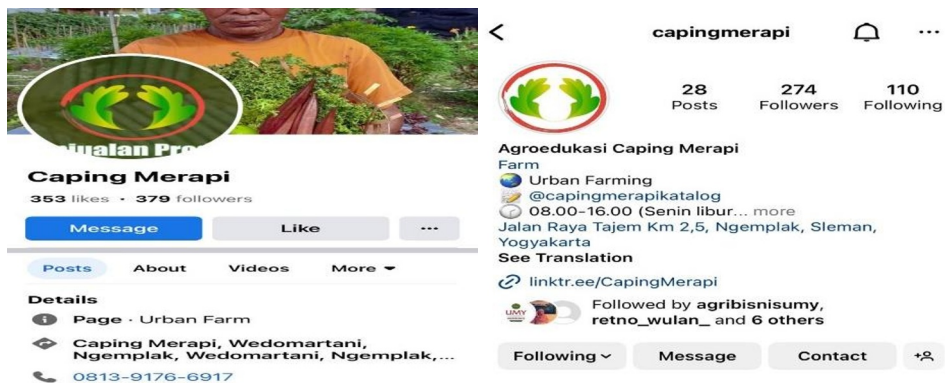 Caping Merapi
353 likes · 379 followers
Message
Like
Posts
About
Videos
More
Details
Page · Urban Farm
Caping Merapi, Wedomartani,
Ngemplak, Wedomartani, Ngemplak,...
0813-9176-6917
capingmerapi
28
274
110
Posts
Followers
Following
Agroedukasi Caping Merapi
Farm
Urban Farming
@capingmerapikatalog
08.00-16.00 (Senin libur... more
Jalan Raya Tajem Km 2,5, Ngemplak, Sleman,
Yogyakarta
See Translation
linktr.ee/CapingMerapi
UMY
Followed by agribisnisumy,
retno_wulan_ and 6 others
Following
Message
Contact